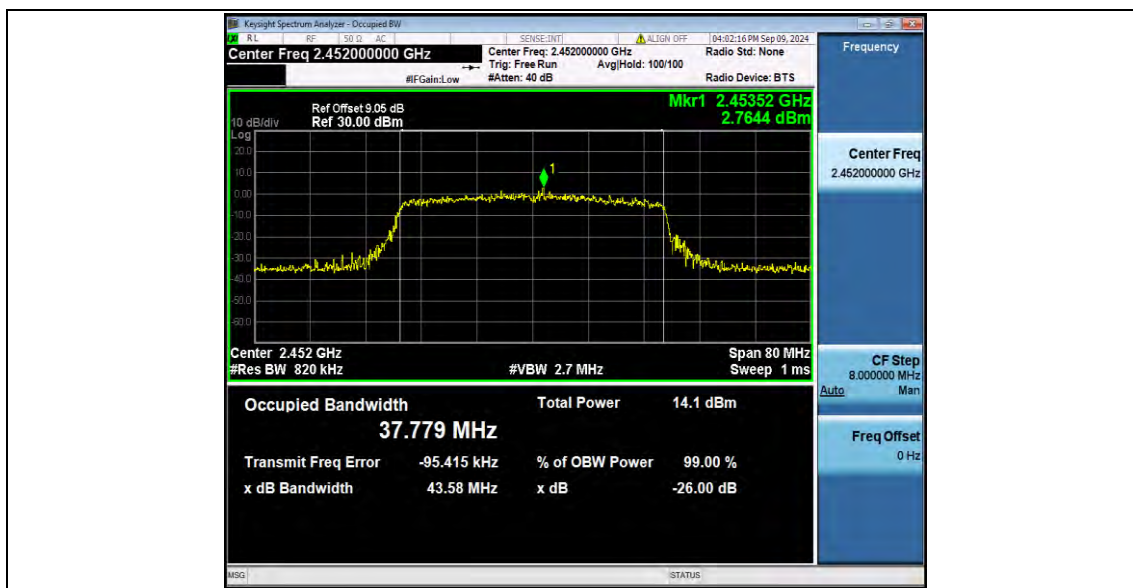 Keysight Spectrum Analyzer - Occupied BW
RL RF 50 Ω AC SENSE:INT ALIGN OFF 04:02:16 PM Sep 09, 2024
Center Freq 2.452000000 GHz
Center Freq: 2.452000000 GHz Radio Std: None
Trig: Free Run Avg|Hold: 100/100
#IFGain:Low #Atten: 40 dB Radio Device: BTS
Frequency
Ref Offset 9.05 dB
10 dB/div Ref 30.00 dBm
Mkr1 2.45352 GHz
2.7644 dBm
Log
20.0
10.0
0.00
-10.0
-20.0
-30.0
-40.0
-50.0
-60.0
1
Center 2.452 GHz Span 80 MHz
#Res BW 820 kHz #VBW 2.7 MHz Sweep 1 ms
Center Freq
2.452000000 GHz
CF Step
8.000000 MHz
Auto Man
Freq Offset
0 Hz
Occupied Bandwidth Total Power 14.1 dBm
37.779 MHz
Transmit Freq Error -95.415 kHz % of OBW Power 99.00 %
x dB Bandwidth 43.58 MHz x dB -26.00 dB
MSG STATUS